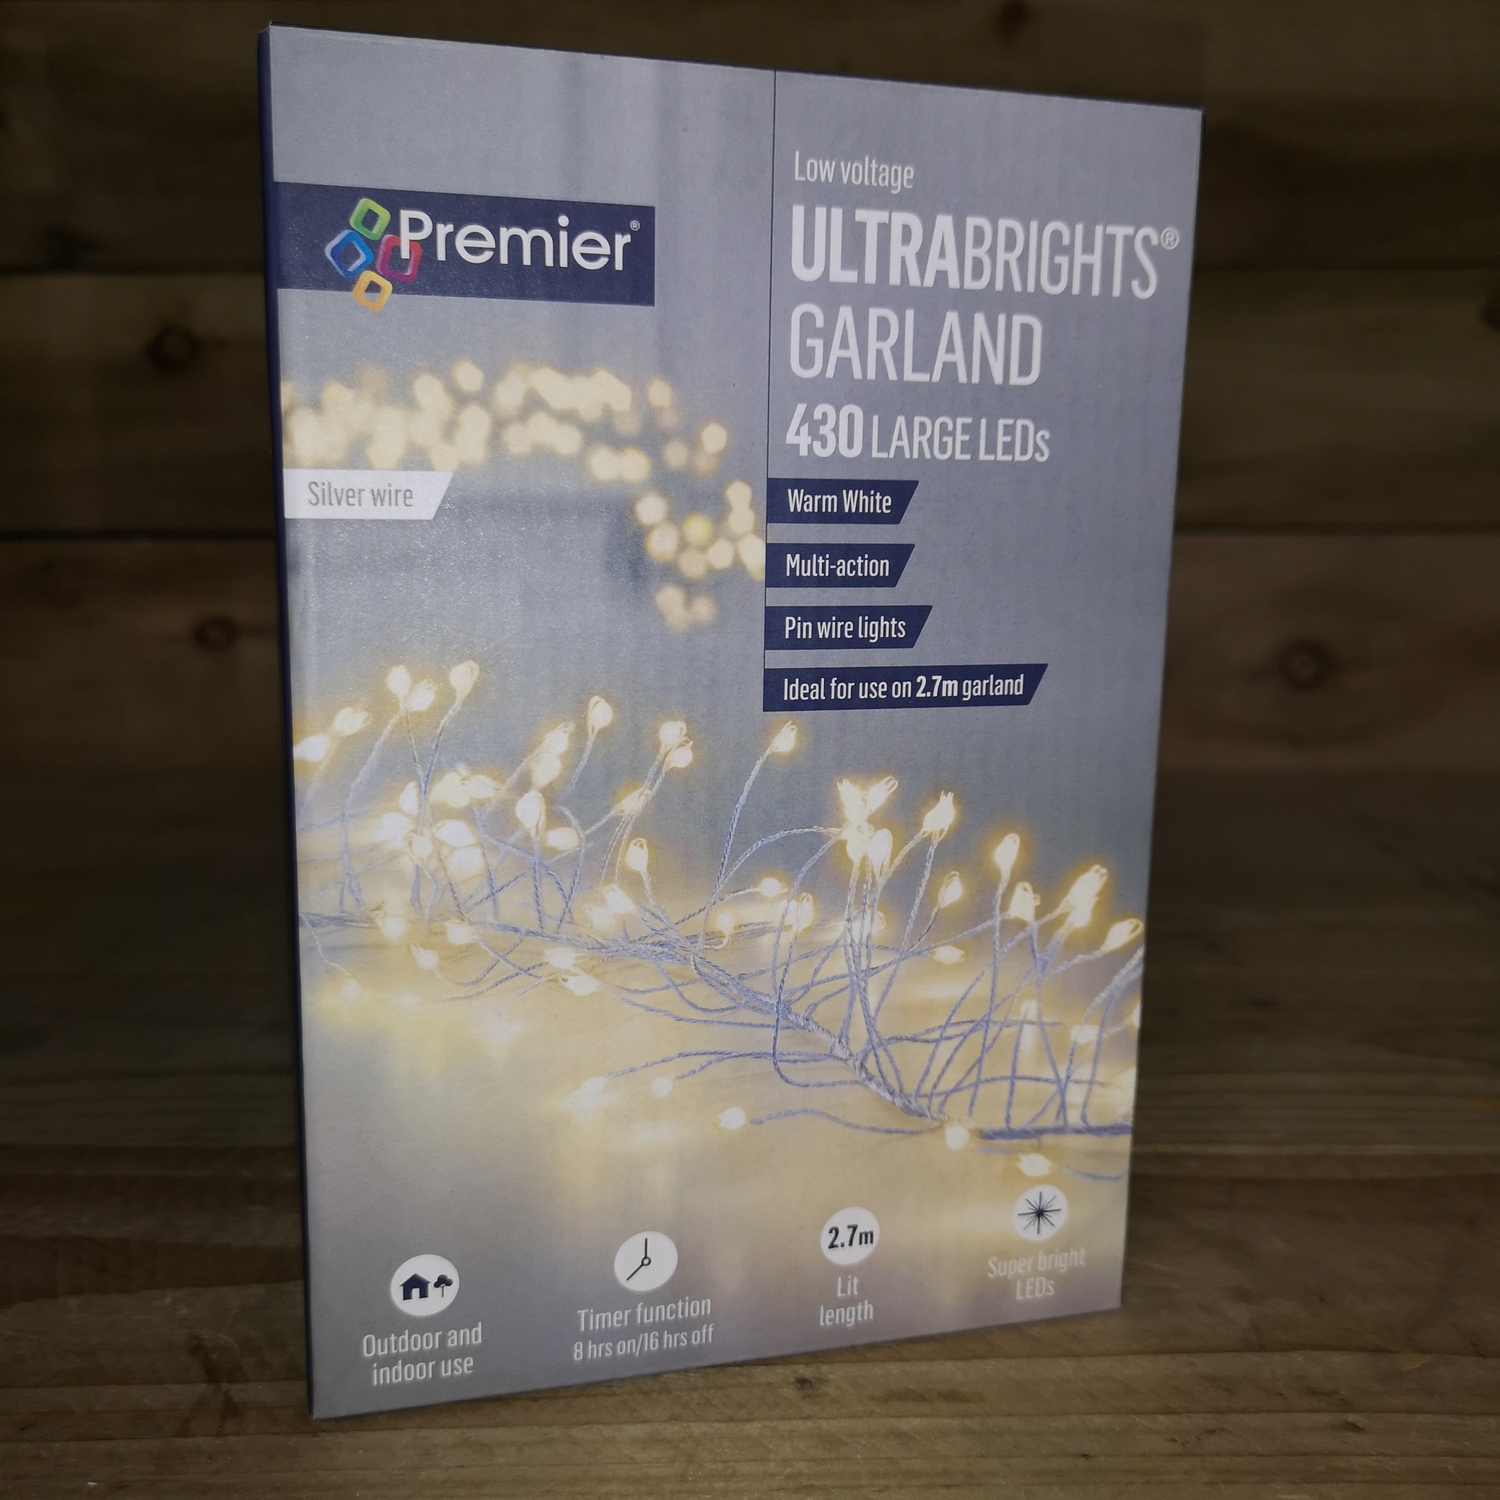 Premier®
Low voltage
ULTRABRIGHTS®
GARLAND
430 LARGE LEDs
Silver wire
Warm White
Multi-action
Pin wire lights
Ideal for use on 2.7m garland
Outdoor and
indoor use
Timer function
8 hrs on/16 hrs off
2.7m
Lit
length
Super bright
LEDs